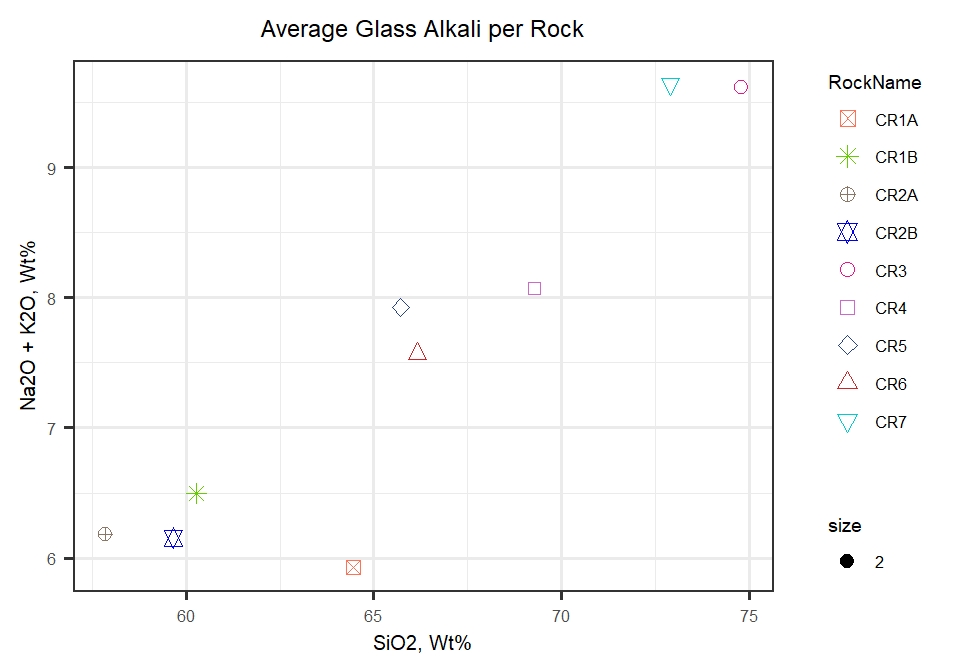 Average Glass Alkali per Rock
Na2O + K2O, Wt%
9
8
7
6
60 65 70 75
SiO2, Wt%
RockName
CR1A
CR1B
CR2A
CR2B
CR3
CR4
CR5
CR6
CR7
size
2